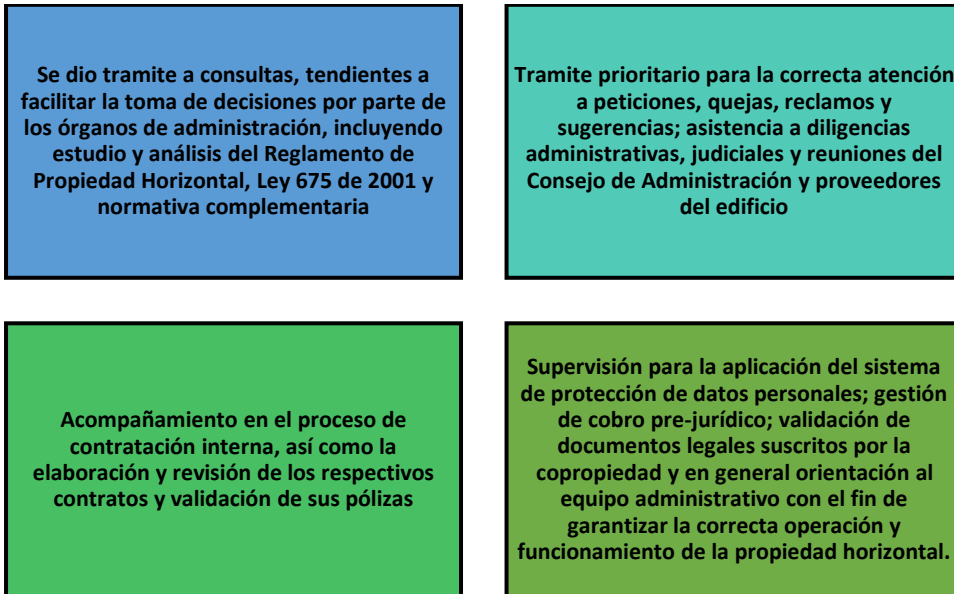 Se dio tramite a consultas, tendientes a
facilitar la toma de decisiones por parte de
los órganos de administración, incluyendo
estudio y análisis del Reglamento de
Propiedad Horizontal, Ley 675 de 2001 y
normativa complementaria
Tramite prioritario para la correcta atención
a peticiones, quejas, reclamos y
sugerencias; asistencia a diligencias
administrativas, judiciales y reuniones del
Consejo de Administración y proveedores
del edificio
Acompañamiento en el proceso de
contratación interna, así como la
elaboración y revisión de los respectivos
contratos y validación de sus pólizas
Supervisión para la aplicación del sistema
de protección de datos personales; gestión
de cobro pre-jurídico; validación de
documentos legales suscritos por la
copropiedad y en general orientación al
equipo administrativo con el fin de
garantizar la correcta operación y
funcionamiento de la propiedad horizontal.